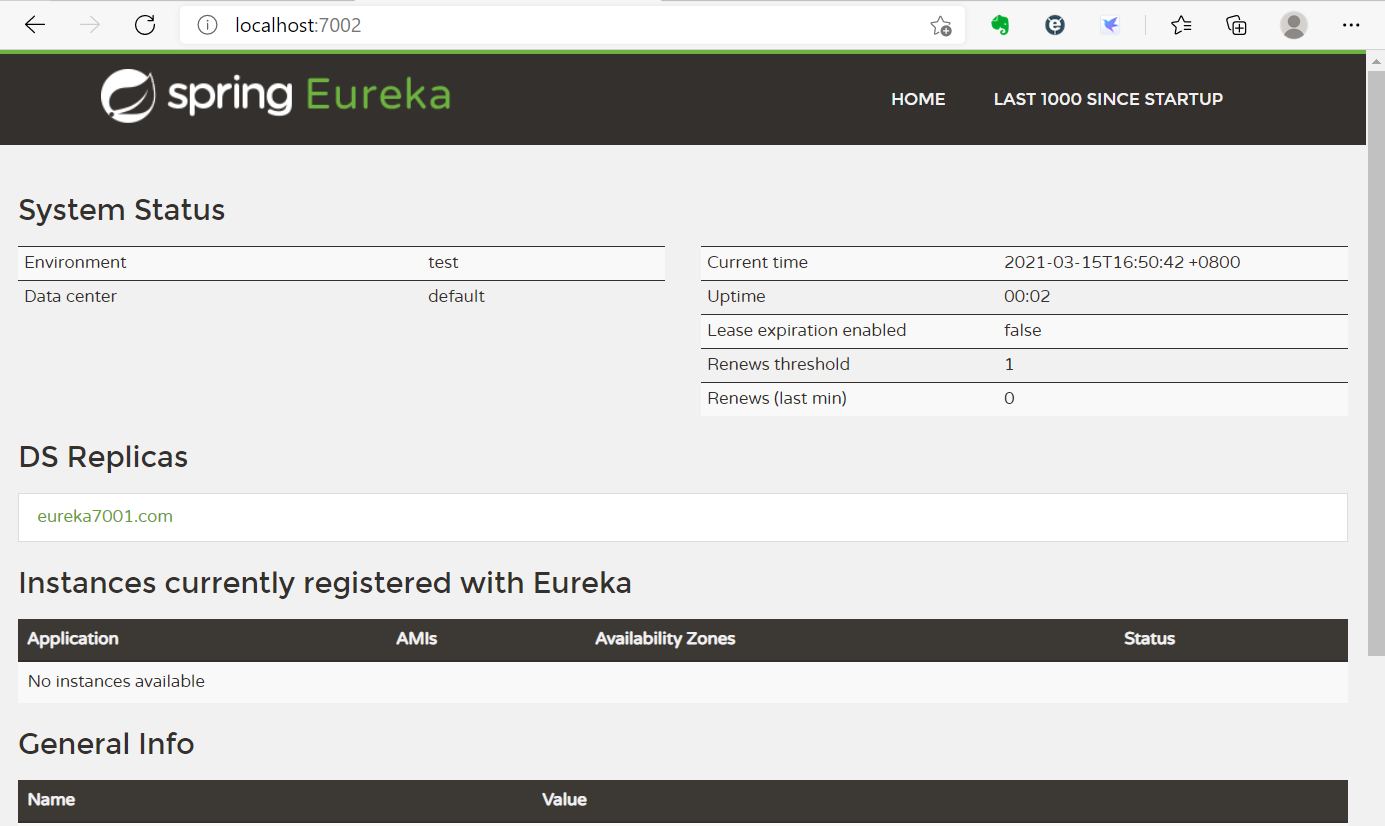 localhost:7002
spring Eureka
HOME LAST 1000 SINCE STARTUP
System Status
Environment test
Data center default
Current time 2021-03-15T16:50:42 +0800
Uptime 00:02
Lease expiration enabled false
Renews threshold 1
Renews (last min) 0
DS Replicas
eureka7001.com
Instances currently registered with Eureka
Application AMIs Availability Zones Status
No instances available
General Info
Name Value